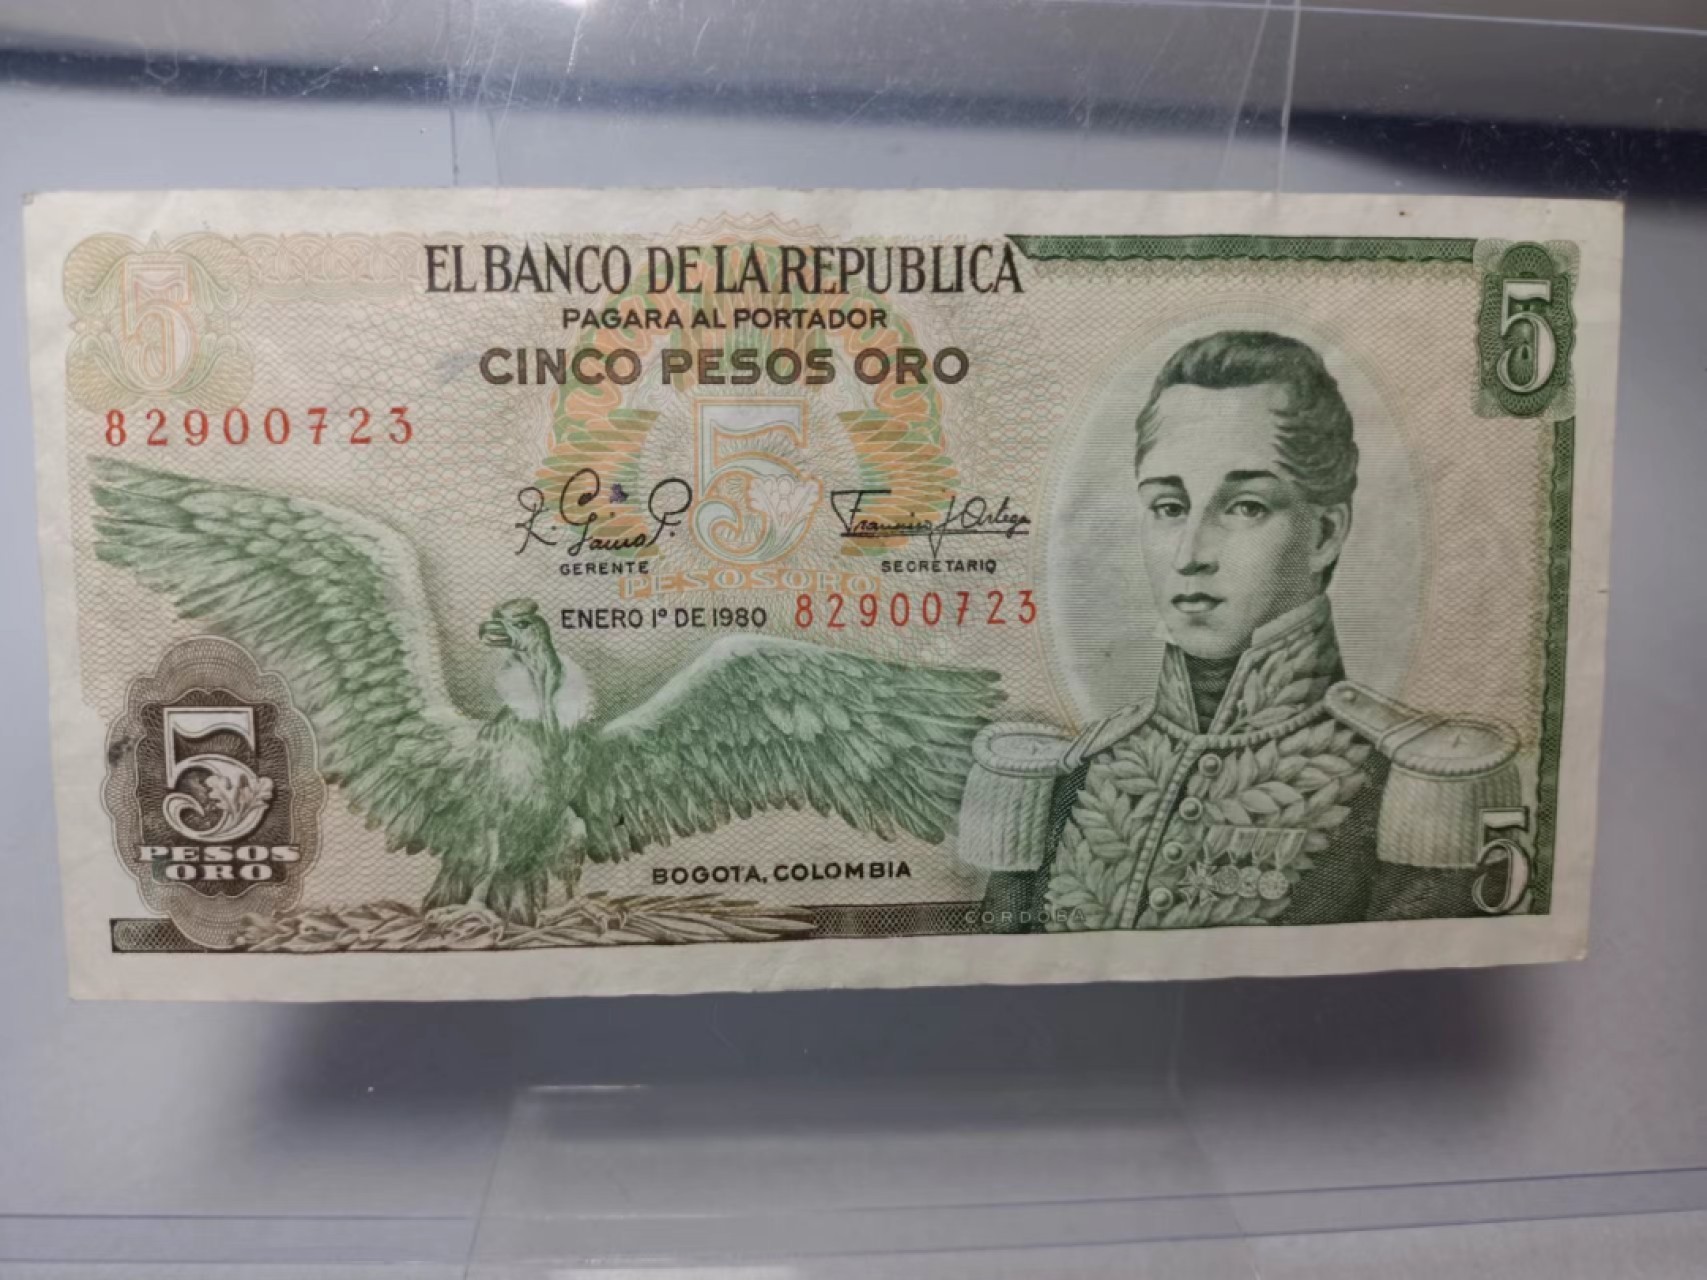 5
EL BANCO DE LA REPUBLICA
5
PAGARA AL PORTADOR
CINCO PESOS ORO
82900723
5
GERENTE
SECRETARIO
PESOS ORO
ENERO 1º DE 1980
82900723
5
PESOS
ORO
BOGOTA, COLOMBIA
5
CORDOBA